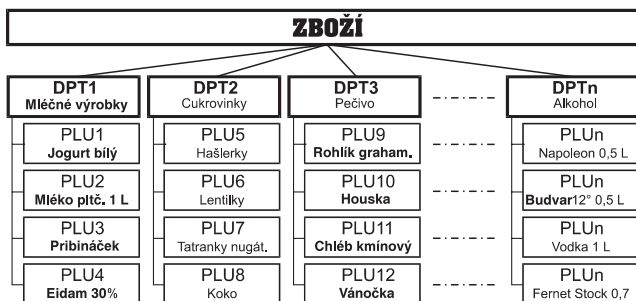 ZBOŽÍ
DPT1
Mléčné výrobky
PLU1
Jogurt bílý
PLU2
Mléko pltč. 1 L
PLU3
Pribináček
PLU4
Eidam 30%
DPT2
Cukrovinky
PLU5
Hašlerky
PLU6
Lentilky
PLU7
Tatranky nugát.
PLU8
Koko
DPT3
Pečivo
PLU9
Rohlík graham.
PLU10
Houska
PLU11
Chléb kmínový
PLU12
Vánočka
DPTn
Alkohol
PLUn
Napoleon 0,5 L
PLUn
Budvar12° 0,5 L
PLUn
Vodka 1 L
PLUn
Fernet Stock 0,7